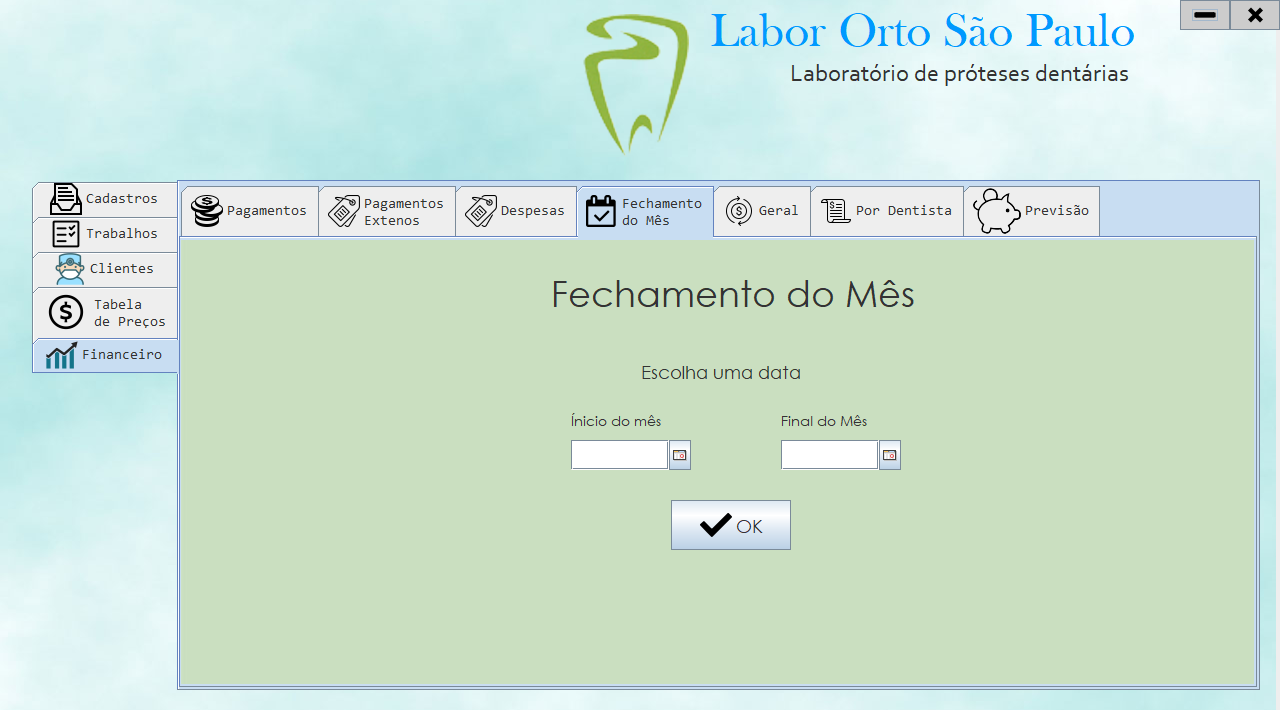 Labor Orto São Paulo
Laboratório de próteses dentárias
Cadastros
Trabalhos
Clientes
Tabela
de Preços
Financeiro
Pagamentos
Pagamentos
Extenos
Despesas
Fechamento
do Mês
Geral
Por Dentista
Previsão
Fechamento do Mês
Escolha uma data
Ínicio do mês
Final do Mês
OK